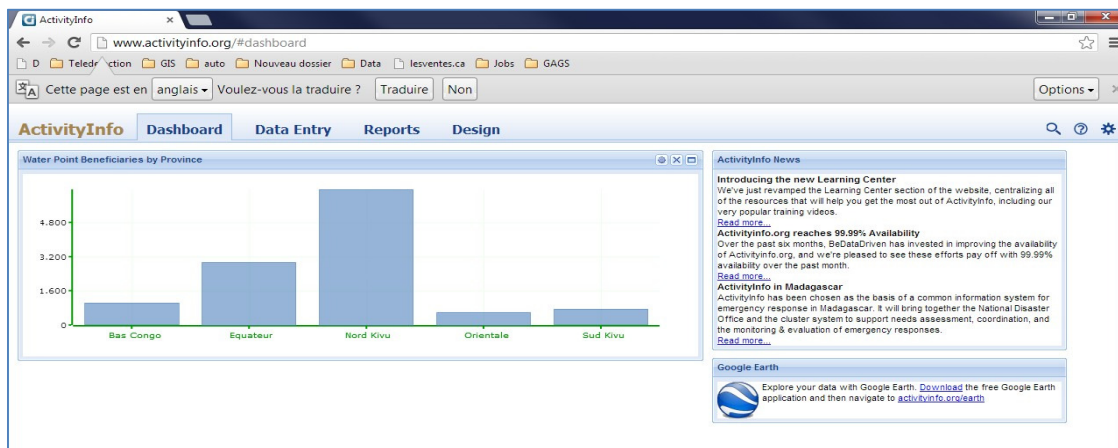 ActivityInfo
www.activityinfo.org/#dashboard
D Teledection GIS auto Nouveau dossier Data lesventes.ca Jobs GAGS
Cette page est en anglais Voulez-vous la traduire ? Traduire Non Options
ActivityInfo Dashboard Data Entry Reports Design
Water Point Beneficiaries by Province
4.800
3.200
1.600
0
Bas Congo Equateur Nord Kivu Orientale Sud Kivu
ActivityInfo News
Introducing the new Learning Center
We've just revamped the Learning Center section of the website, centralizing all
of the resources that will help you get the most out of ActivityInfo, including our
very popular training videos.
Read more...
Activityinfo.org reaches 99.99% Availability
Over the past six months, BeDataDriven has invested in improving the availability
of Activityinfo.org, and we're pleased to see these efforts pay off with 99.99%
availability over the past month.
Read more...
ActivityInfo in Madagascar
ActivityInfo has been chosen as the basis of a common information system for
emergency response in Madagascar. It will bring together the National Disaster
Office and the cluster system to support needs assessment, coordination, and
the monitoring & evaluation of emergency responses.
Read more...
Google Earth
Explore your data with Google Earth. Download the free Google Earth
application and then navigate to activityinfo.org/earth